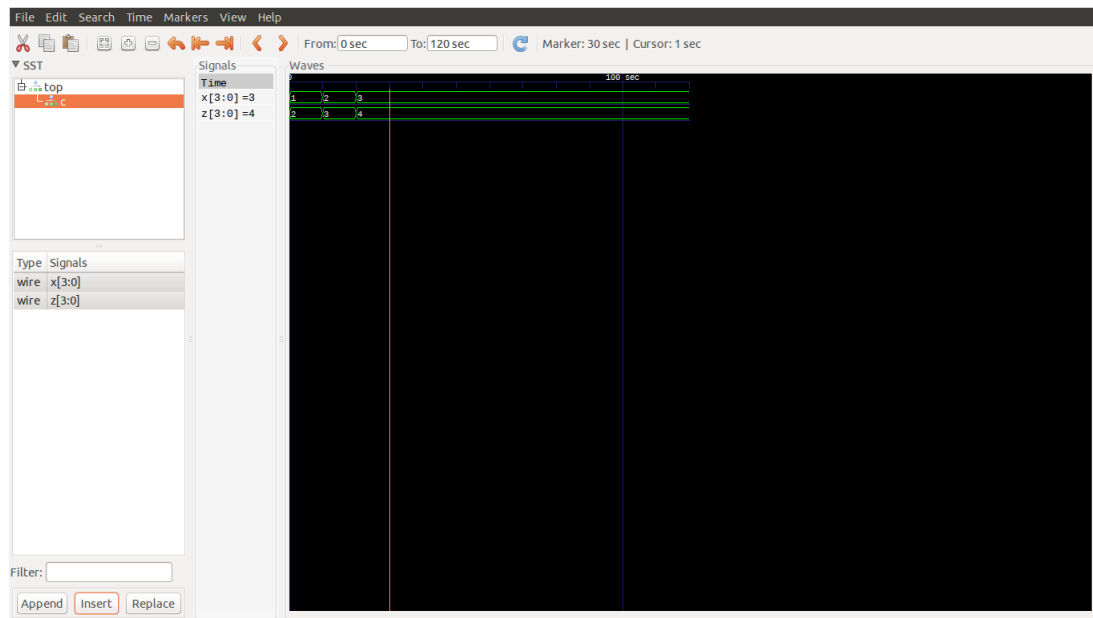 File Edit Search Time Markers View Help
From: 0 sec To: 120 sec Marker: 30 sec | Cursor: 1 sec
SST
top
c
Type Signals
wire x[3:0]
wire z[3:0]
Filter:
Append Insert Replace
Signals
Time
x[3:0] =3
z[3:0] =4
Waves
0 100 sec
1 2 3
2 3 4